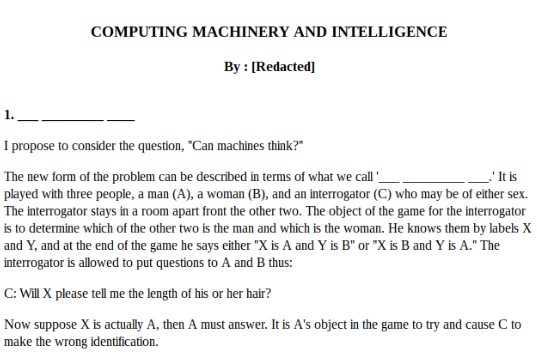 COMPUTING MACHINERY AND INTELLIGENCE
By : [Redacted]
1. ___ _________ ____
I propose to consider the question, "Can machines think?"
The new form of the problem can be described in terms of what we call '___ _________ ___.' It is
played with three people, a man (A), a woman (B), and an interrogator (C) who may be of either sex.
The interrogator stays in a room apart front the other two. The object of the game for the interrogator
is to determine which of the other two is the man and which is the woman. He knows them by labels X
and Y, and at the end of the game he says either "X is A and Y is B" or "X is B and Y is A." The
interrogator is allowed to put questions to A and B thus:
C: Will X please tell me the length of his or her hair?
Now suppose X is actually A, then A must answer. It is A's object in the game to try and cause C to
make the wrong identification.